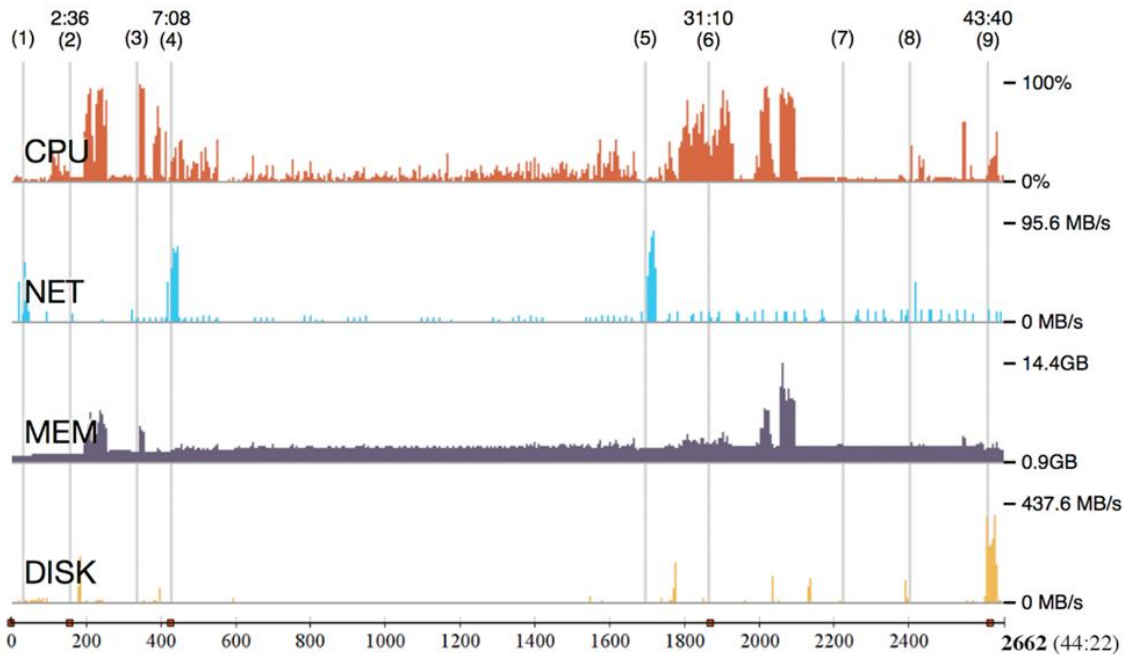 2:36 7:08 31:10 43:40
(1) (2) (3) (4) (5) (6) (7) (8) (9)
100%
CPU
0%
95.6 MB/s
NET
0 MB/s
14.4GB
MEM
0.9GB
437.6 MB/s
DISK
0 MB/s
0 200 400 600 800 1000 1200 1400 1600 1800 2000 2200 2400 2662 (44:22)